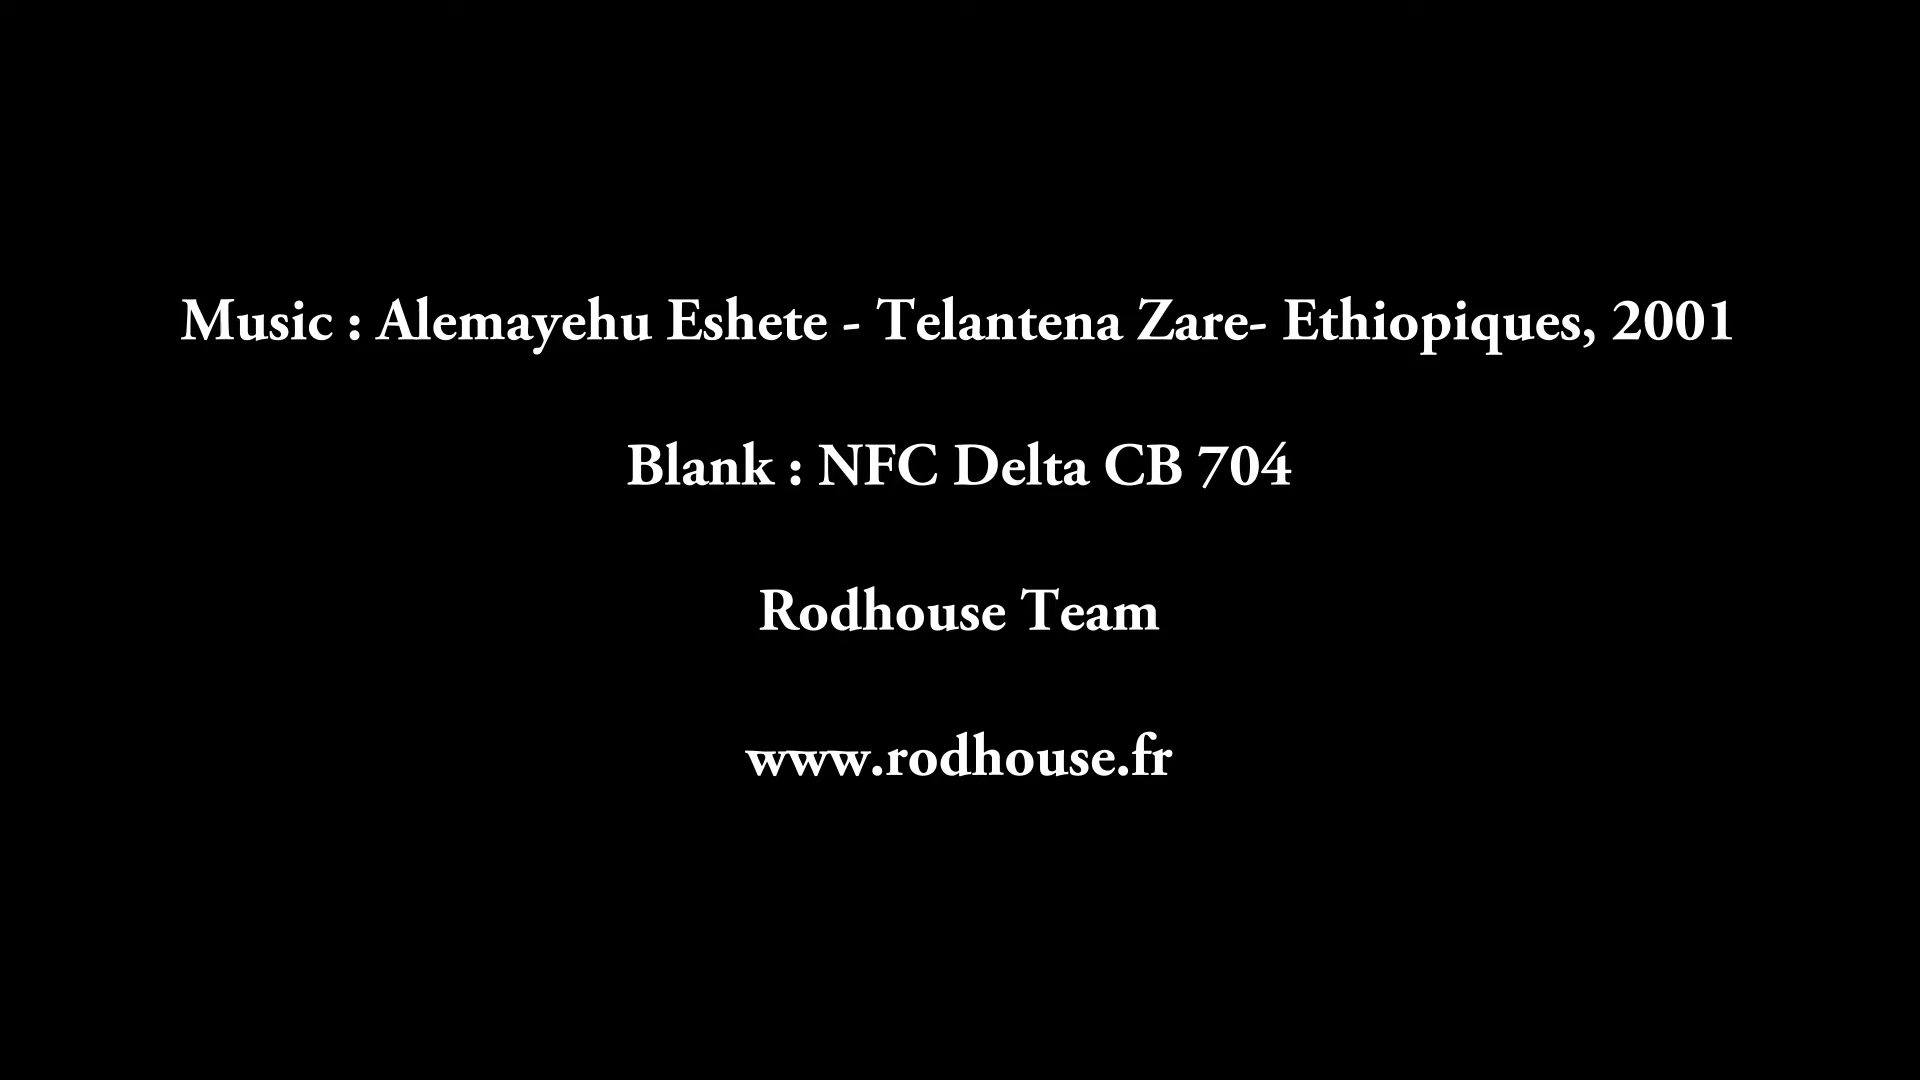 Music : Alemayehu Eshete - Telantena Zare- Ethiopiques, 2001
Blank : NFC Delta CB 704
Rodhouse Team
www.rodhouse.fr